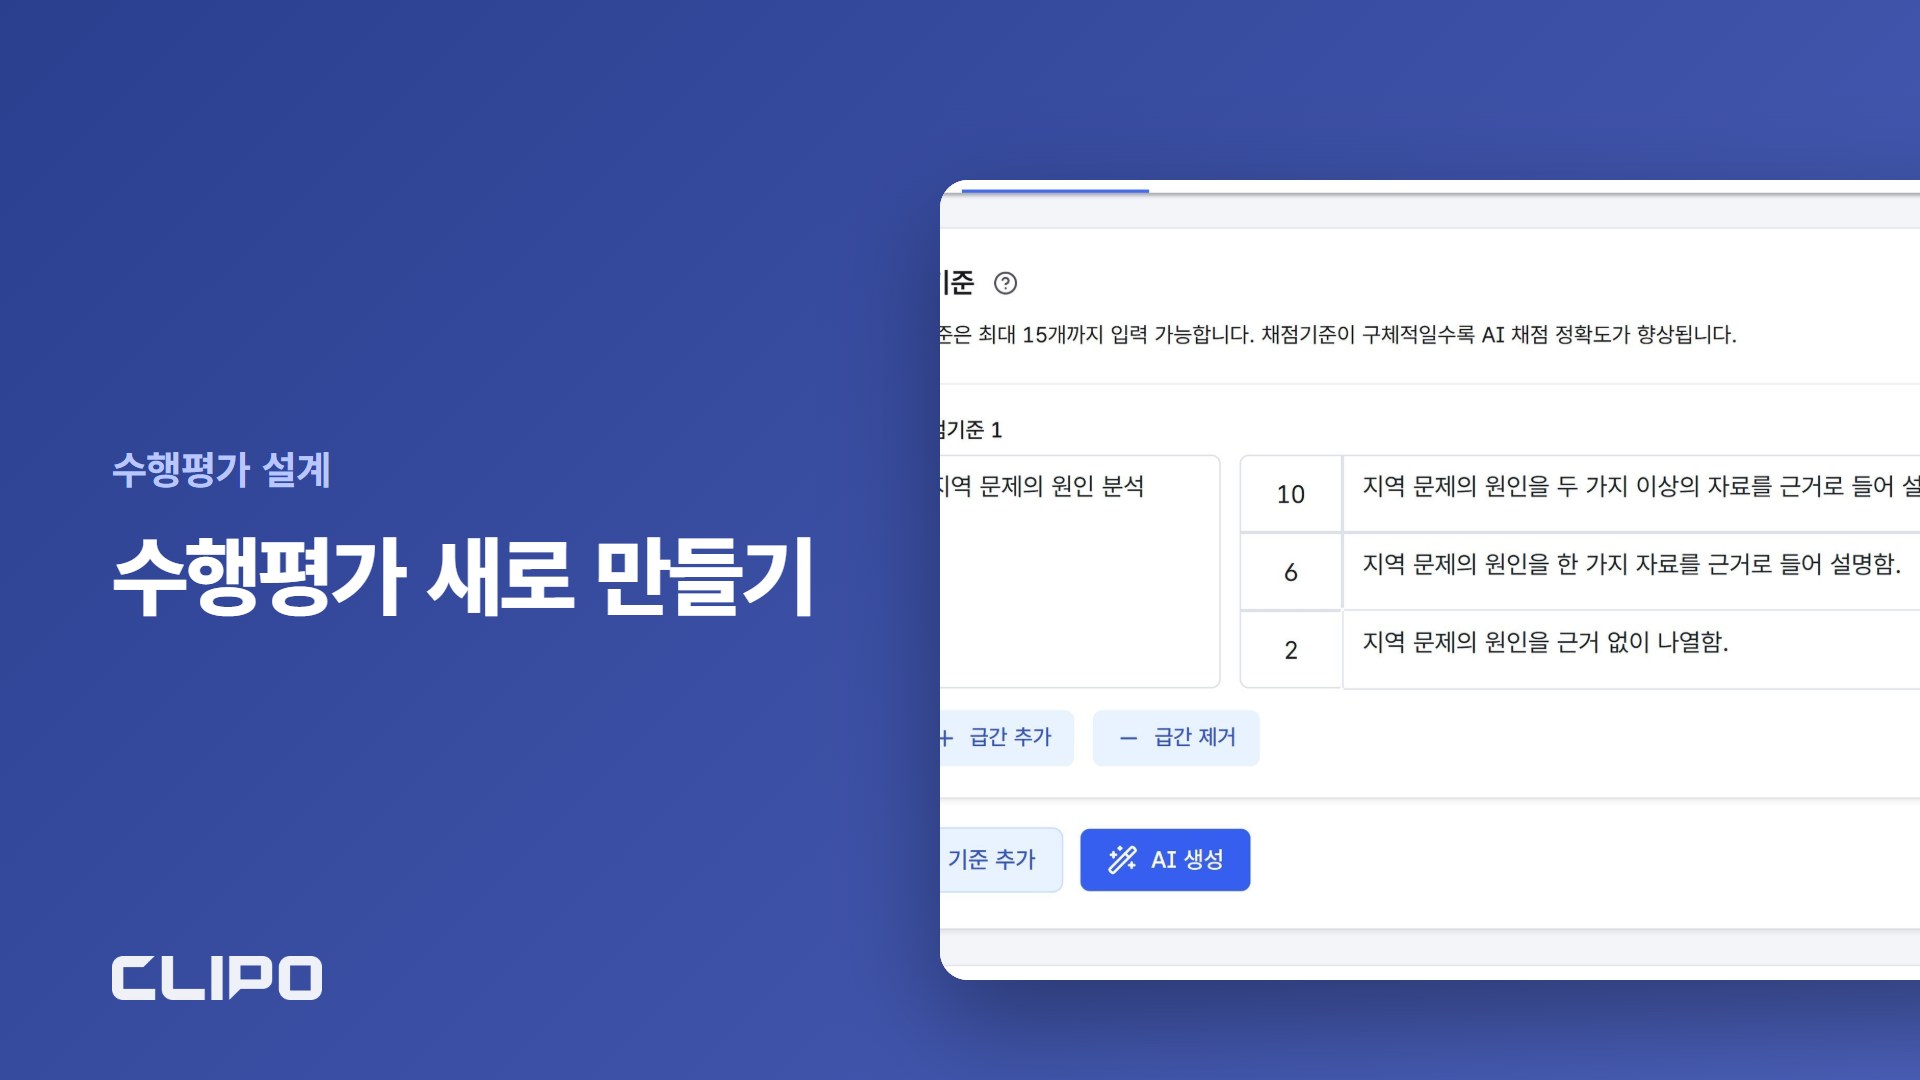 수행평가 설계
수행평가 새로 만들기
CLIPO
기준
준은 최대 15개까지 입력 가능합니다. 채점기준이 구체적일수록 AI 채점 정확도가 향상됩니다.
점기준 1
지역 문제의 원인 분석
10
지역 문제의 원인을 두 가지 이상의 자료를 근거로 들어 설
6
지역 문제의 원인을 한 가지 자료를 근거로 들어 설명함.
2
지역 문제의 원인을 근거 없이 나열함.
+ 급간 추가
− 급간 제거
기준 추가
AI 생성